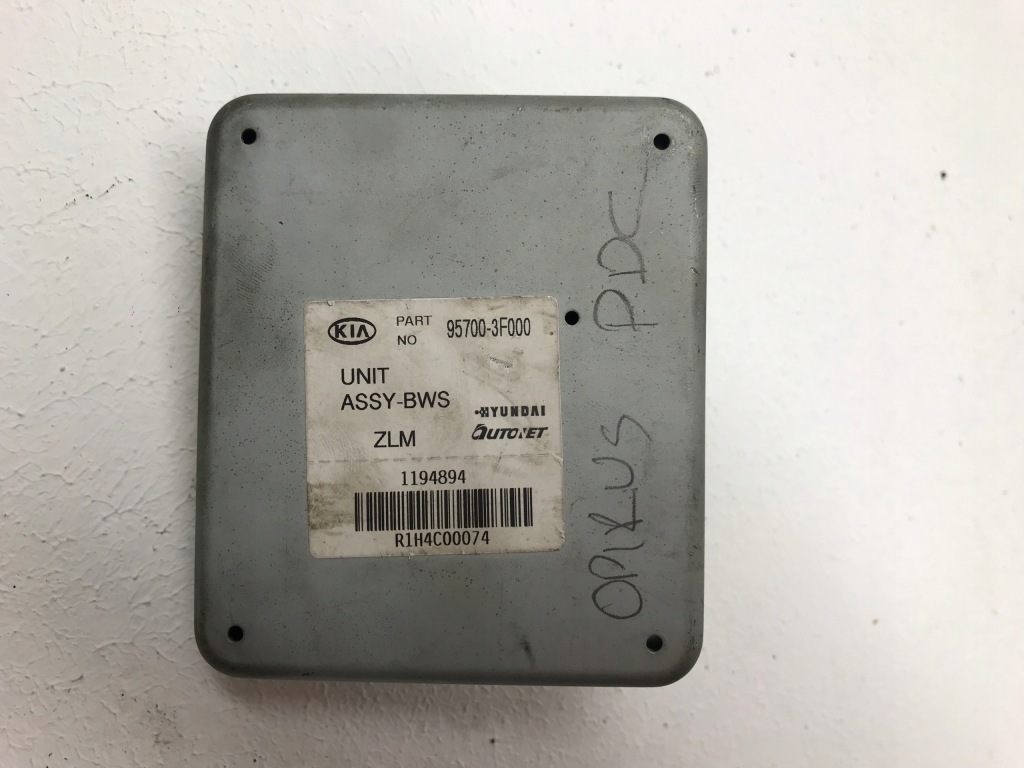 KIA PART NO 95700-3F000
UNIT
ASSY-BWS
ZLM
HYUNDAI
AUTONET
1194894
R1H4C00074
OPIRUS PDC